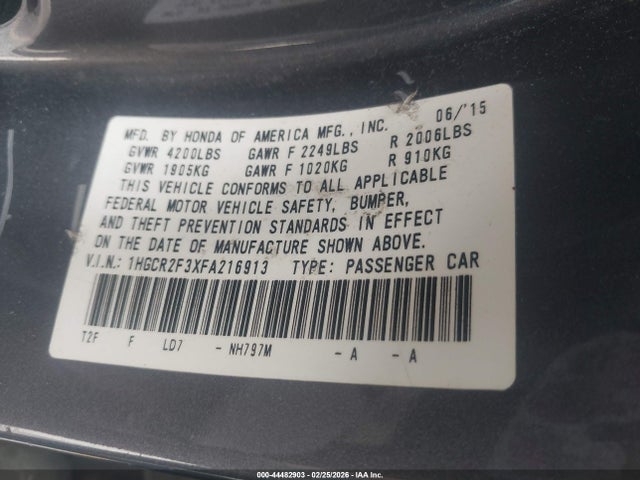 06/'15
MFD. BY HONDA OF AMERICA MFG., INC.
GVWR 4200LBS GAWR F 2249LBS R 2006LBS
GVWR 1905KG GAWR F 1020KG R 910KG
THIS VEHICLE CONFORMS TO ALL APPLICABLE
FEDERAL MOTOR VEHICLE SAFETY, BUMPER,
AND THEFT PREVENTION STANDARDS IN EFFECT
ON THE DATE OF MANUFACTURE SHOWN ABOVE.
V.I.N.: 1HGCR2F3XFA216913 TYPE: PASSENGER CAR
T2F F LD7 - NH797M - A - A
000-44482903 - 02/25/2026 - IAA Inc.